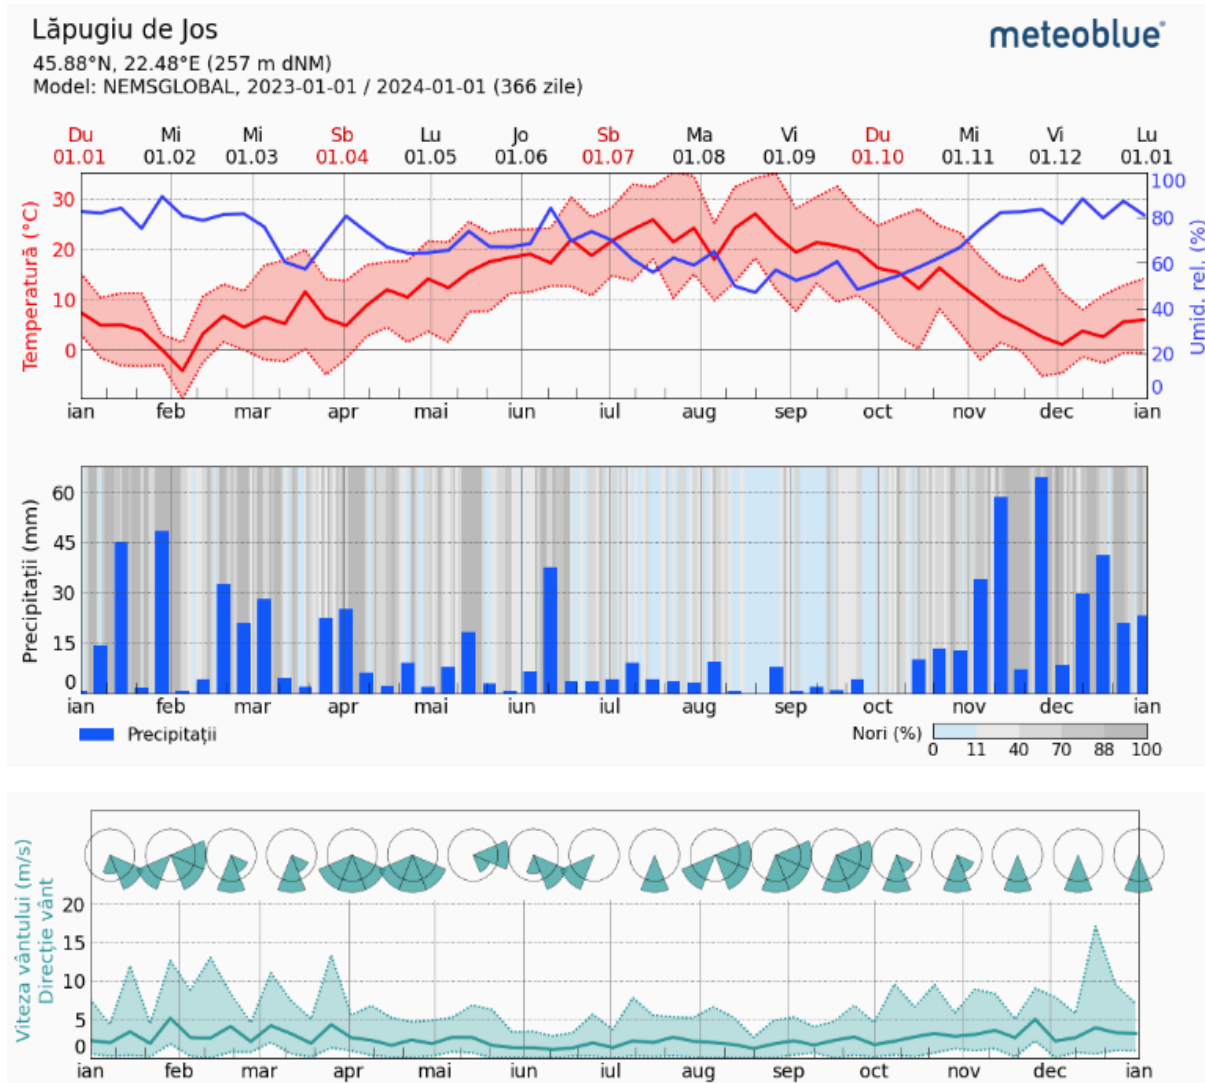 Lăpugiu de Jos
meteoblue®
45.88°N, 22.48°E (257 m dNM)
Model: NEMSGLOBAL, 2023-01-01 / 2024-01-01 (366 zile)
Du Mi Mi Sb Lu Jo Sb Ma Vi Du Mi Vi Lu
01.01 01.02 01.03 01.04 01.05 01.06 01.07 01.08 01.09 01.10 01.11 01.12 01.01
Temperatură (°C)
30
20
10
0
100
80
60
40
20
0
Umid. rel. (%)
ian feb mar apr mai iun iul aug sep oct nov dec ian
Precipitații (mm)
60
45
30
15
0
ian feb mar apr mai iun iul aug sep oct nov dec ian
Precipitații
Nori (%)
0 11 40 70 88 100
Viteza vântului (m/s)
Direcție vânt
20
15
10
5
0
ian feb mar apr mai iun iul aug sep oct nov dec ian